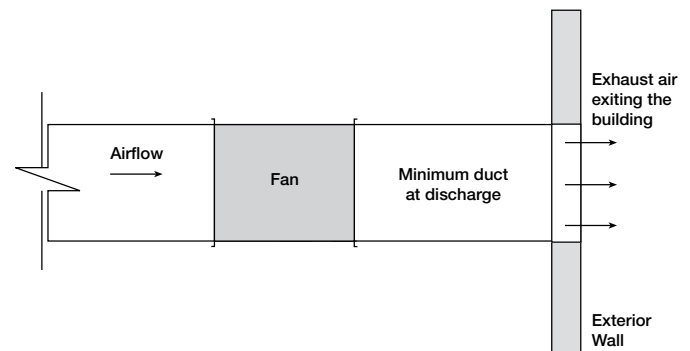 Exhaust air
exiting the
building
Airflow
Fan
Minimum duct
at discharge
Exterior
Wall